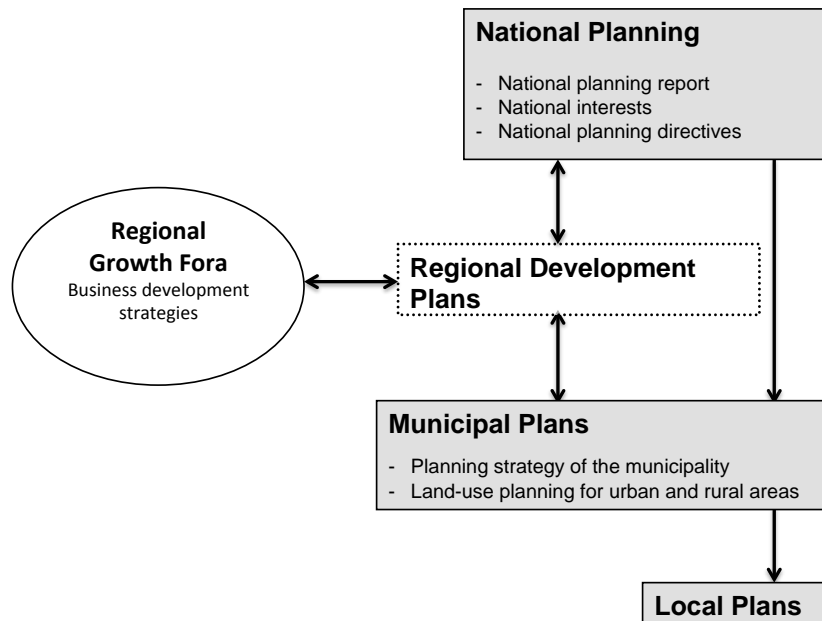 National Planning
- National planning report
- National interests
- National planning directives
Regional
Growth Fora
Business development
strategies
Regional Development
Plans
Municipal Plans
- Planning strategy of the municipality
- Land-use planning for urban and rural areas
Local Plans